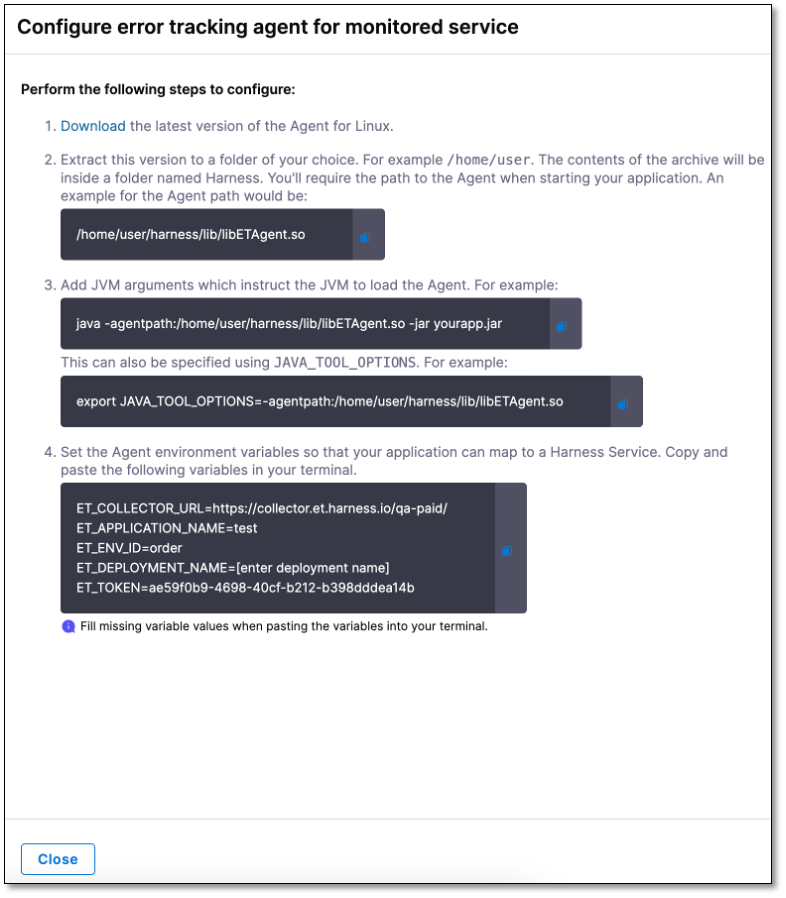 Configure error tracking agent for monitored service
Perform the following steps to configure:
1. Download the latest version of the Agent for Linux.
2. Extract this version to a folder of your choice. For example /home/user. The contents of the archive will be
inside a folder named Harness. You'll require the path to the Agent when starting your application. An
example for the Agent path would be:
/home/user/harness/lib/libETAgent.so
3. Add JVM arguments which instruct the JVM to load the Agent. For example:
java -agentpath:/home/user/harness/lib/libETAgent.so -jar yourapp.jar
This can also be specified using JAVA_TOOL_OPTIONS. For example:
export JAVA_TOOL_OPTIONS=-agentpath:/home/user/harness/lib/libETAgent.so
4. Set the Agent environment variables so that your application can map to a Harness Service. Copy and
paste the following variables in your terminal.
ET_COLLECTOR_URL=https://collector.et.harness.io/qa-paid/
ET_APPLICATION_NAME=test
ET_ENV_ID=order
ET_DEPLOYMENT_NAME=[enter deployment name]
ET_TOKEN=ae59f0b9-4698-40cf-b212-b398dddea14b
Fill missing variable values when pasting the variables into your terminal.
Close